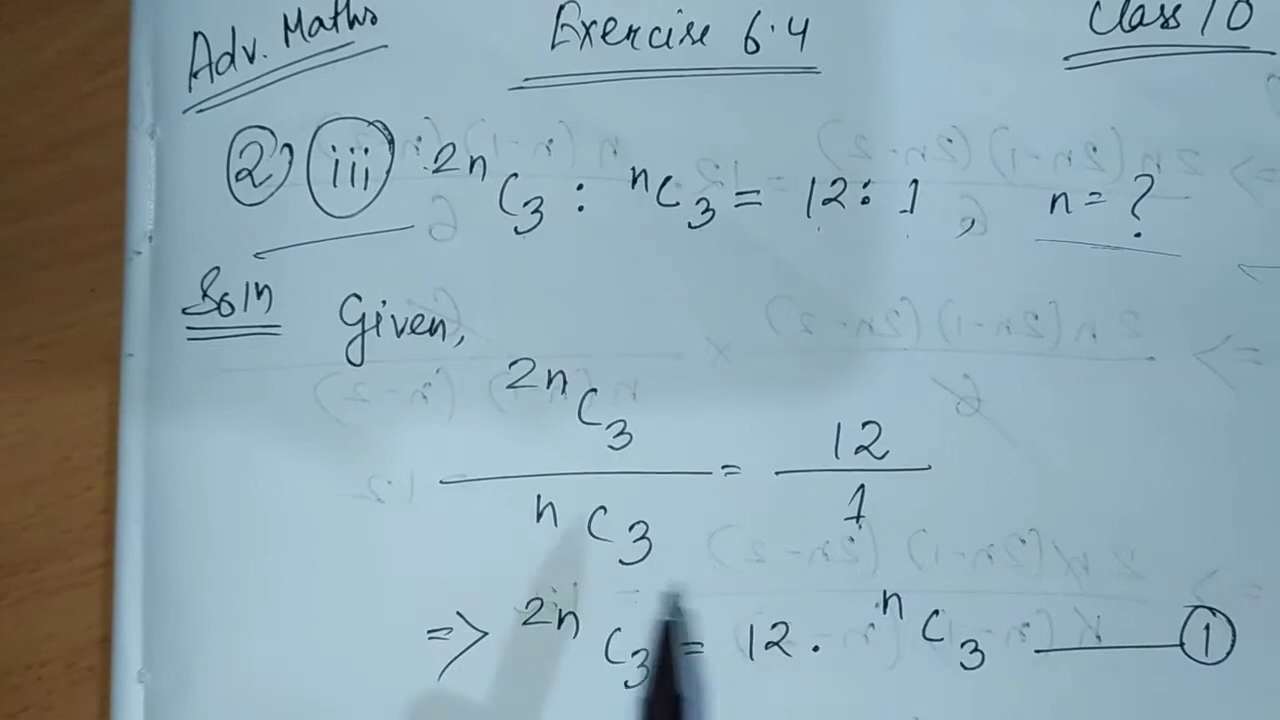 Adv. Maths Exercise 6.4 Class 10
2) iii ²ⁿC₃ : ⁿC₃ = 12 : 1 , n = ?
Soln Given,
²ⁿC₃ / ⁿC₃ = 12 / 1
=> ²ⁿC₃ = 12 . ⁿC₃ —— ①